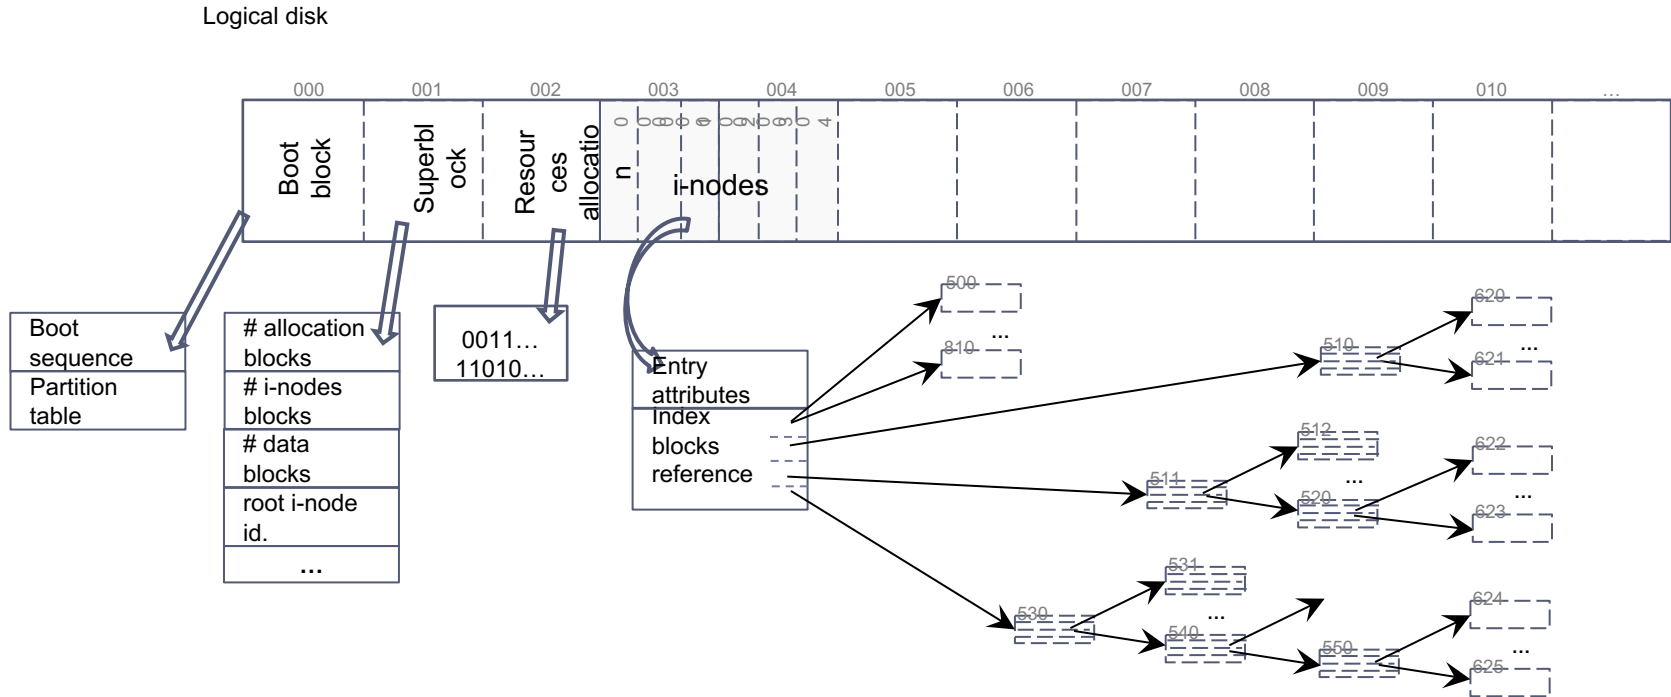 Logical disk
000 001 002 003 004 005 006 007 008 009 010 ...
Boot
block
Superbl
ock
Resour
ces
allocatio
n
i-nodes
Boot
sequence
Partition
table
# allocation
blocks
# i-nodes
blocks
# data
blocks
root i-node
id.
...
0011...
11010...
Entry
attributes
Index
blocks
reference
500
...
810
510
620
...
621
511
512
...
520
622
...
623
530
531
...
540
550
624
...
625